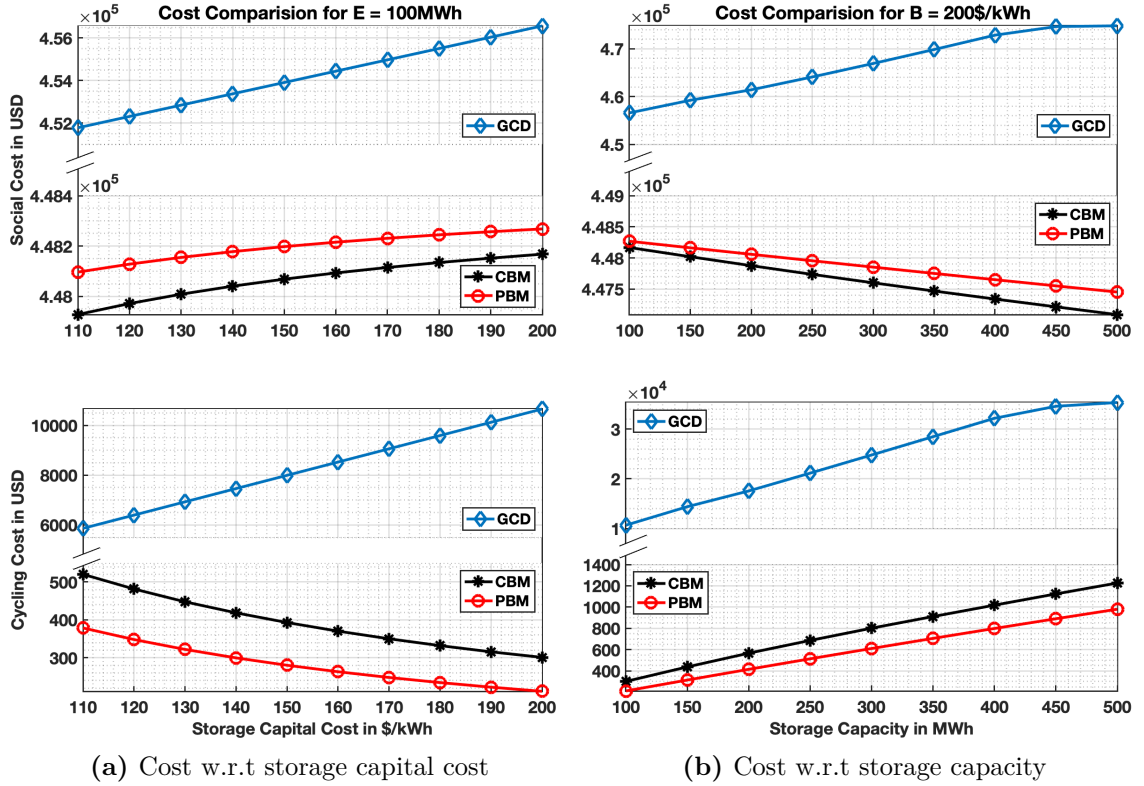 Cost Comparision for E = 100MWh
×10^5
4.56
4.54
4.52
GCD
×10^5
4.484
4.482
4.48
CBM
PBM
110 120 130 140 150 160 170 180 190 200
Social Cost in USD
Cost Comparision for B = 200$/kWh
×10^5
4.7
4.6
4.5
GCD
×10^5
4.49
4.485
4.48
4.475
CBM
PBM
100 150 200 250 300 350 400 450 500
10000
8000
6000
GCD
500
400
300
CBM
PBM
110 120 130 140 150 160 170 180 190 200
Cycling Cost in USD
Storage Capital Cost in $/kWh
×10^4
3
2
1
GCD
1400
1200
1000
800
600
400
CBM
PBM
100 150 200 250 300 350 400 450 500
Storage Capacity in MWh
(a) Cost w.r.t storage capital cost
(b) Cost w.r.t storage capacity